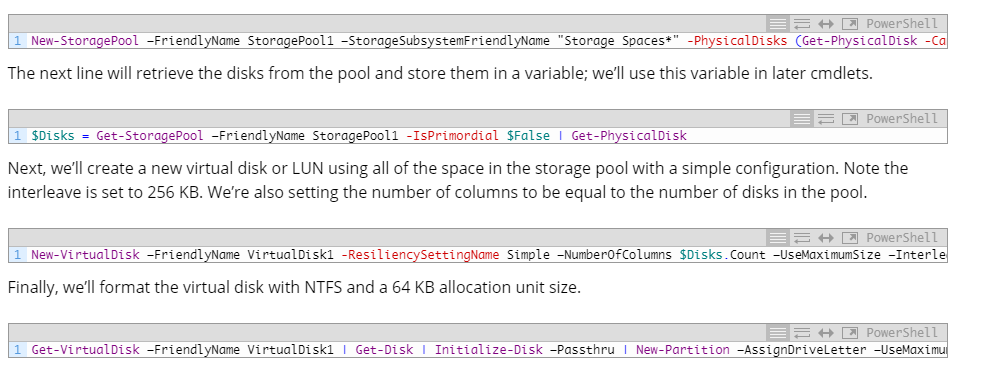 PowerShell
1 New-StoragePool –FriendlyName StoragePool1 –StorageSubsystemFriendlyName "Storage Spaces*" -PhysicalDisks (Get-PhysicalDisk -Ca
The next line will retrieve the disks from the pool and store them in a variable; we’ll use this variable in later cmdlets.
PowerShell
1 $Disks = Get-StoragePool –FriendlyName StoragePool1 -IsPrimordial $False | Get-PhysicalDisk
Next, we’ll create a new virtual disk or LUN using all of the space in the storage pool with a simple configuration. Note the
interleave is set to 256 KB. We’re also setting the number of columns to be equal to the number of disks in the pool.
PowerShell
1 New-VirtualDisk –FriendlyName VirtualDisk1 -ResiliencySettingName Simple –NumberOfColumns $Disks.Count –UseMaximumSize –Interle
Finally, we’ll format the virtual disk with NTFS and a 64 KB allocation unit size.
PowerShell
1 Get-VirtualDisk –FriendlyName VirtualDisk1 | Get-Disk | Initialize-Disk –Passthru | New-Partition –AssignDriveLetter –UseMaximu